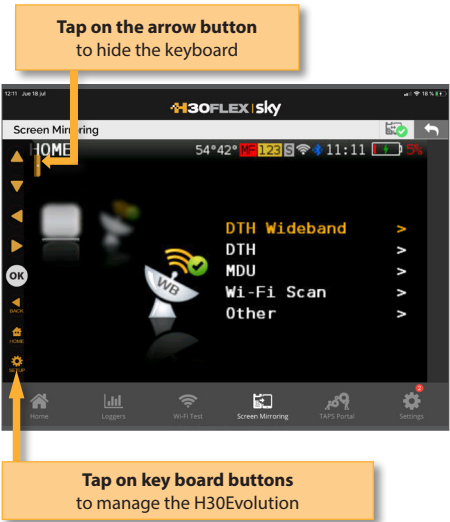 Tap on the arrow button
to hide the keyboard
12:11 Jue 18 jul
18 %
H30FLEX | sky
Screen Mirroring
HOME 54°42° MF 123 S 11:11 5%
DTH Wideband >
DTH >
MDU >
Wi-Fi Scan >
Other >
WB
OK
BACK
HOME
SETUP
2
Home Loggers Wi-Fi Test Screen Mirroring TAPS Portal Settings
Tap on key board buttons
to manage the H30Evolution